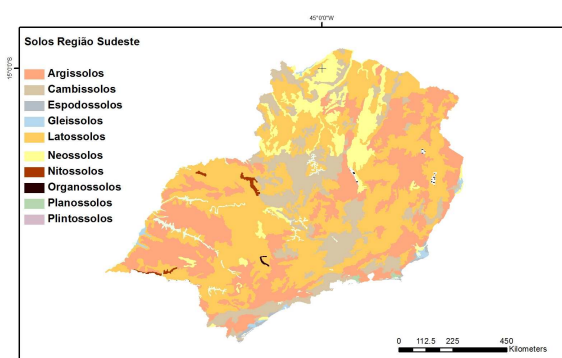 45°0'0"W
15°0'0"S
Solos Região Sudeste
Argissolos
Cambissolos
Espodossolos
Gleissolos
Latossolos
Neossolos
Nitossolos
Organossolos
Planossolos
Plintossolos
0 112.5 225 450
Kilometers